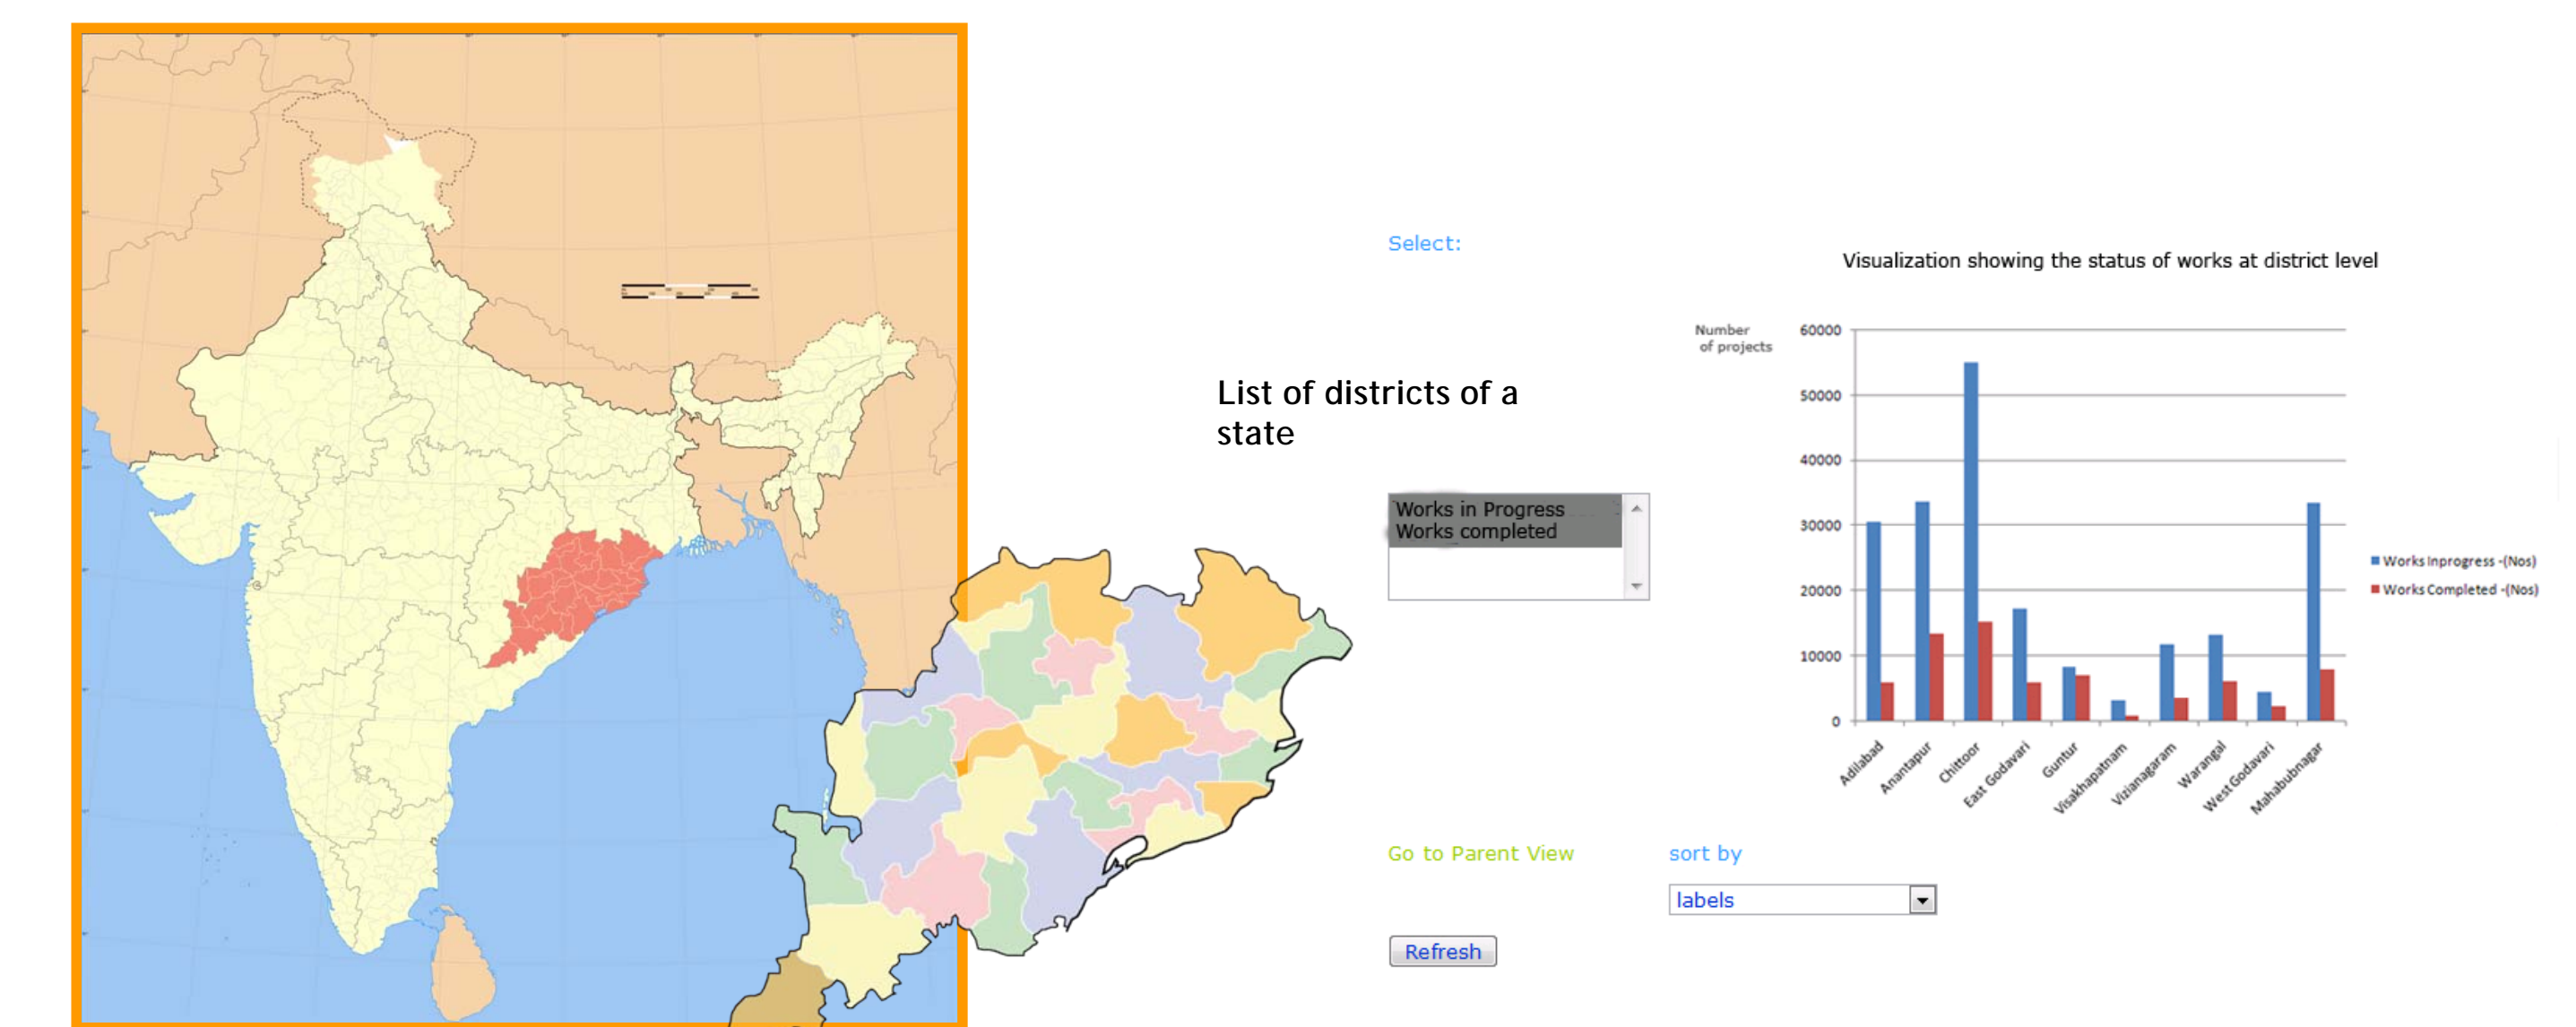 Select:
List of districts of a
state
Works in Progress
Works completed
Go to Parent View
Refresh
Visualization showing the status of works at district level
Number
of projects
60000
50000
40000
30000
20000
10000
0
Adilabad
Anantapur
Chittoor
East Godavari
Guntur
Visakhapatnam
Vizianagaram
Warangal
West Godavari
Mahabubnagar
Works Inprogress -(Nos)
Works Completed -(Nos)
sort by
labels